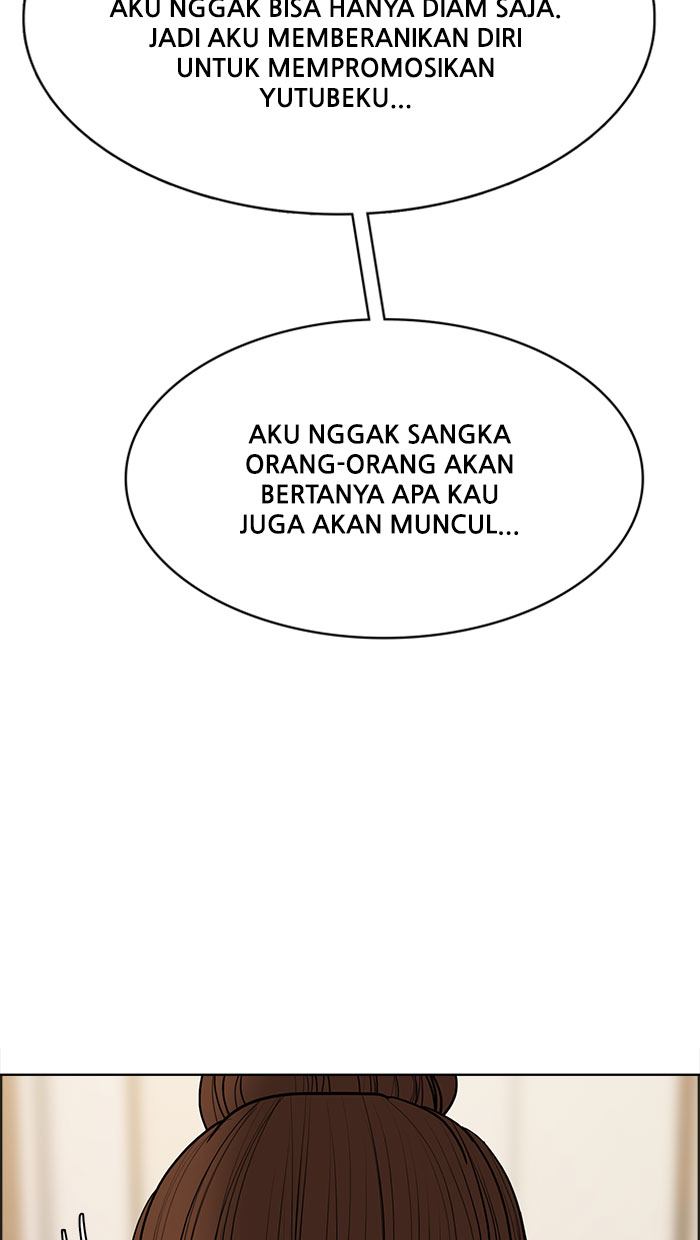 AKU NGGAK BISA HANYA DIAM SAJA.
JADI AKU MEMBERANIKAN DIRI
UNTUK MEMPROMOSIKAN
YUTUBEKU...
AKU NGGAK SANGKA
ORANG-ORANG AKAN
BERTANYA APA KAU
JUGA AKAN MUNCUL...